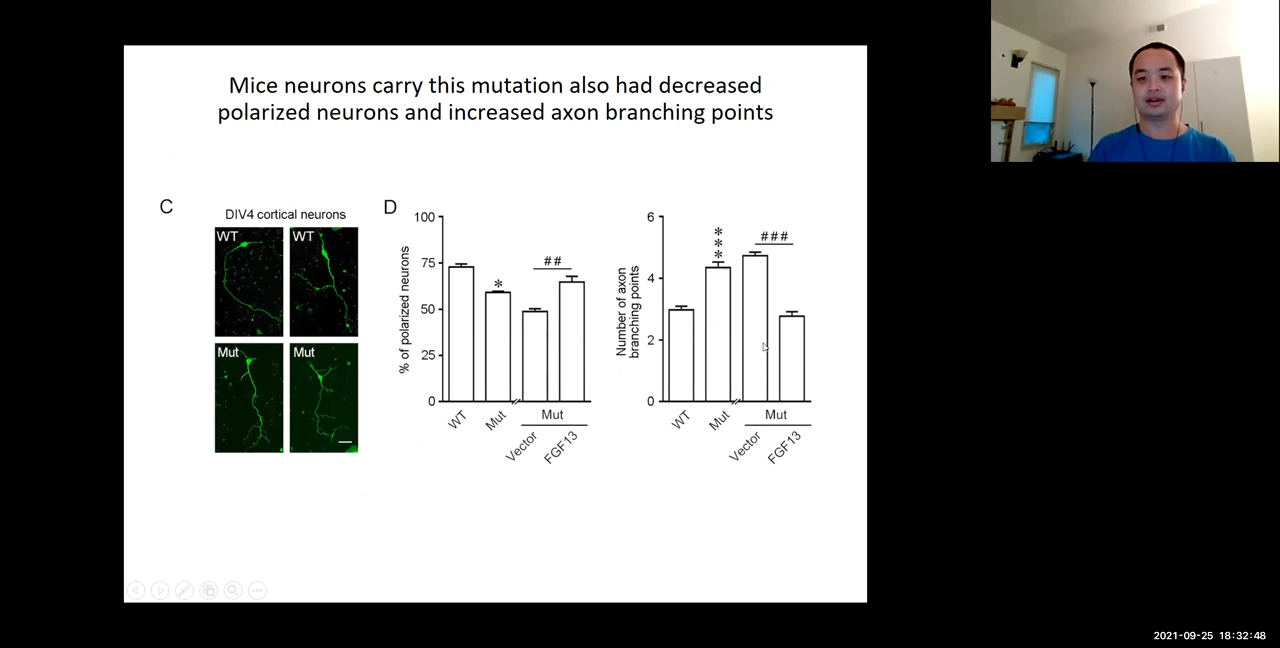 Mice neurons carry this mutation also had decreased
polarized neurons and increased axon branching points
C
DIV4 cortical neurons
WT
WT
Mut
Mut
D
% of polarized neurons
100
75
50
25
0
*
##
WT
Mut
Mut
Vector
FGF13
Number of axon
branching points
6
4
2
0
***
###
WT
Mut
Mut
Vector
FGF13
2021-09-25 18:32:48